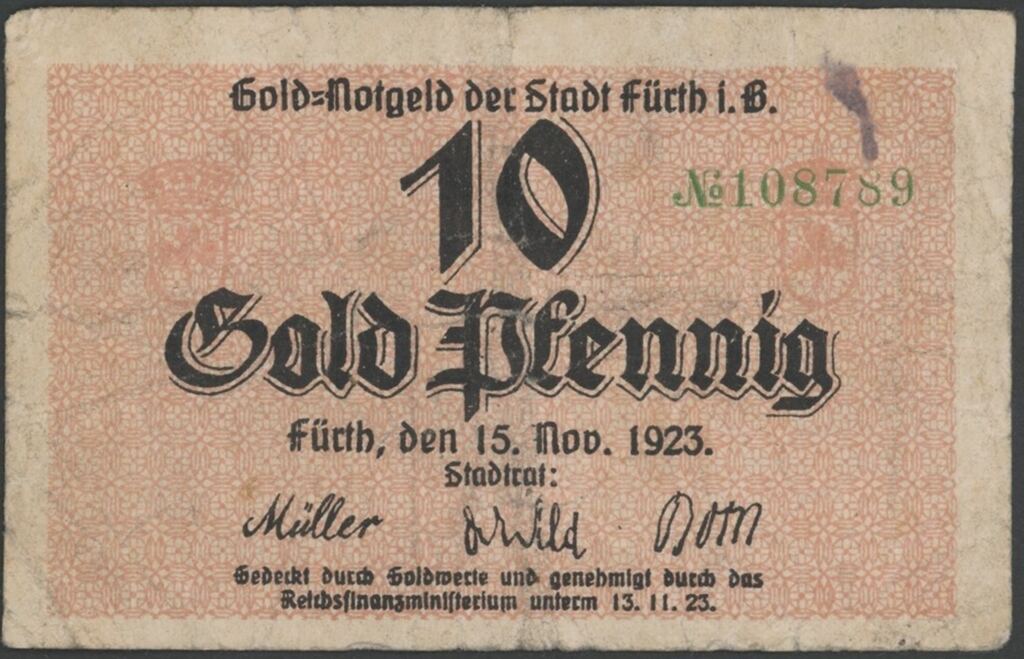 Gold=Notgeld der Stadt Fürth i. B.
10
№108789
Gold Pfennig
Fürth, den 15. Nov. 1923.
Stadtrat:
Müller Dr Wild
Gedeckt durch Goldwerte und genehmigt durch das
Reichsfinanzministerium unterm 13. 11. 23.